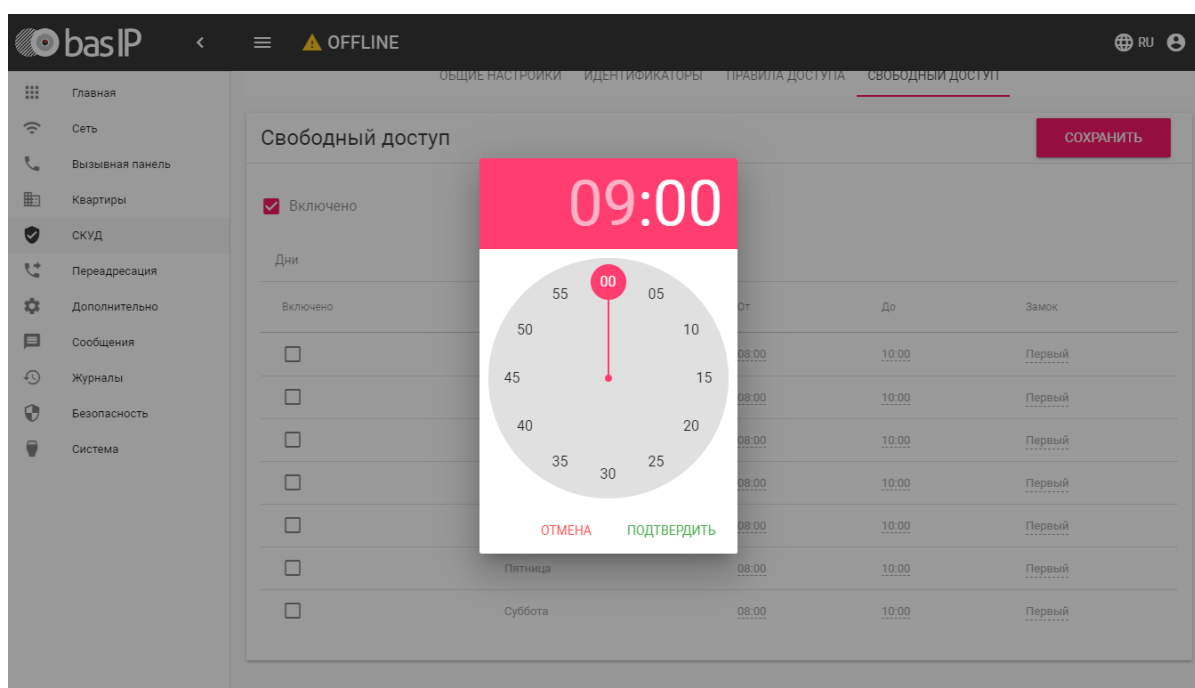 bas IP
OFFLINE
RU
ОБЩИЕ НАСТРОЙКИ ИДЕНТИФИКАТОРЫ ПРАВИЛА ДОСТУПА СВОБОДНЫЙ ДОСТУП
Главная
Сеть
Вызывная панель
Квартиры
СКУД
Переадресация
Дополнительно
Сообщения
Журналы
Безопасность
Система
Свободный доступ
СОХРАНИТЬ
Включено
Дни
Включено От До Замок
08:00 10:00 Первый
08:00 10:00 Первый
08:00 10:00 Первый
08:00 10:00 Первый
08:00 10:00 Первый
Пятница 08:00 10:00 Первый
Суббота 08:00 10:00 Первый
09:00
00
55 05
50 10
45 15
40 20
35 25
30
ОТМЕНА ПОДТВЕРДИТЬ